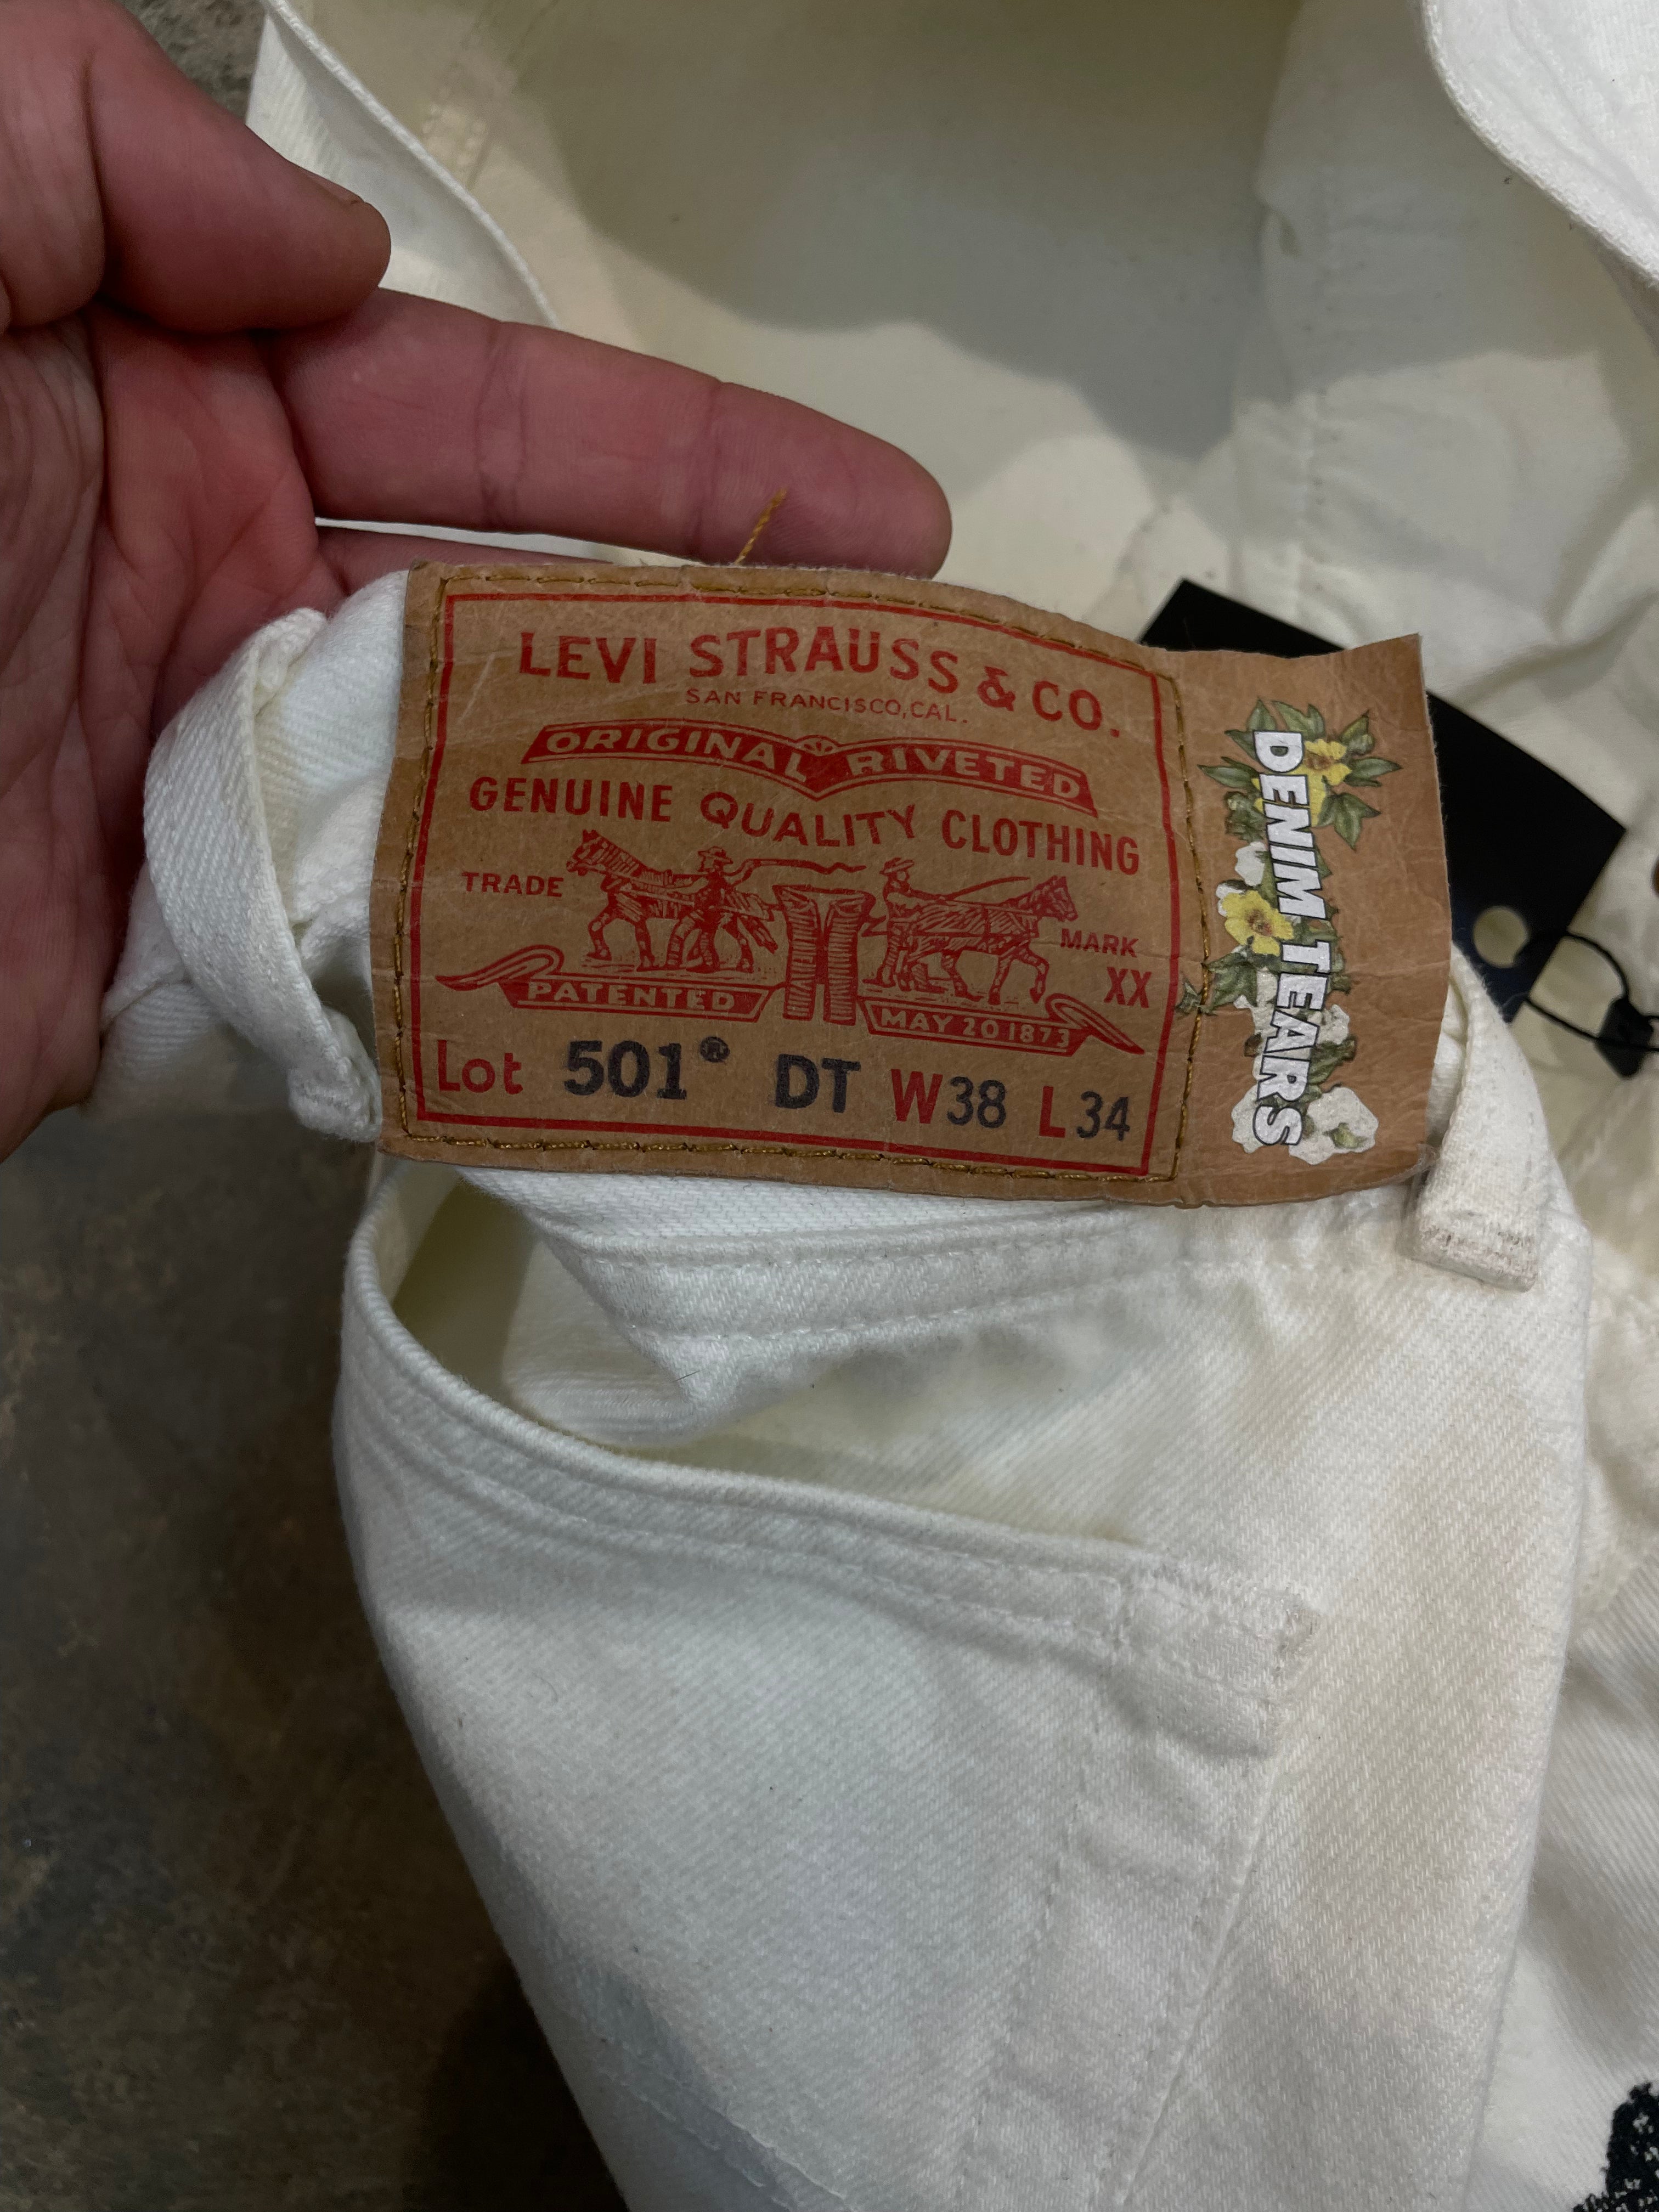 LEVI STRAUSS & CO.
SAN FRANCISCO, CAL.
ORIGINAL RIVETED
GENUINE QUALITY CLOTHING
TRADE MARK
XX
PATENTED MAY 20 1873
Lot 501® DT W38 L34
DENIM TEARS